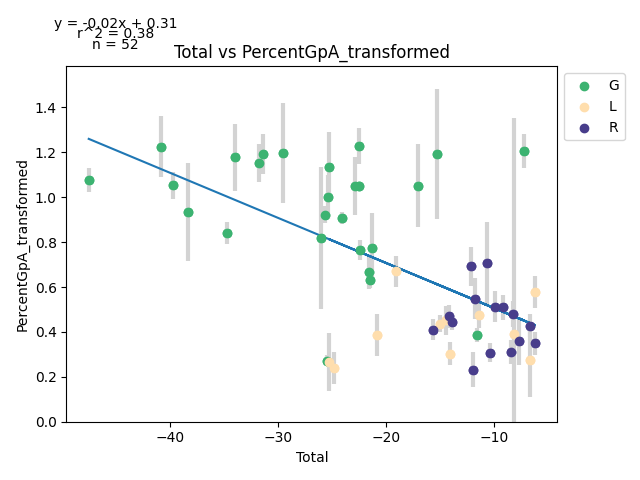 y = -0.02x + 0.31
r^2 = 0.38
n = 52
Total vs PercentGpA_transformed
G
L
R
PercentGpA_transformed
1.4
1.2
1.0
0.8
0.6
0.4
0.2
0.0
−40
−30
−20
−10
Total